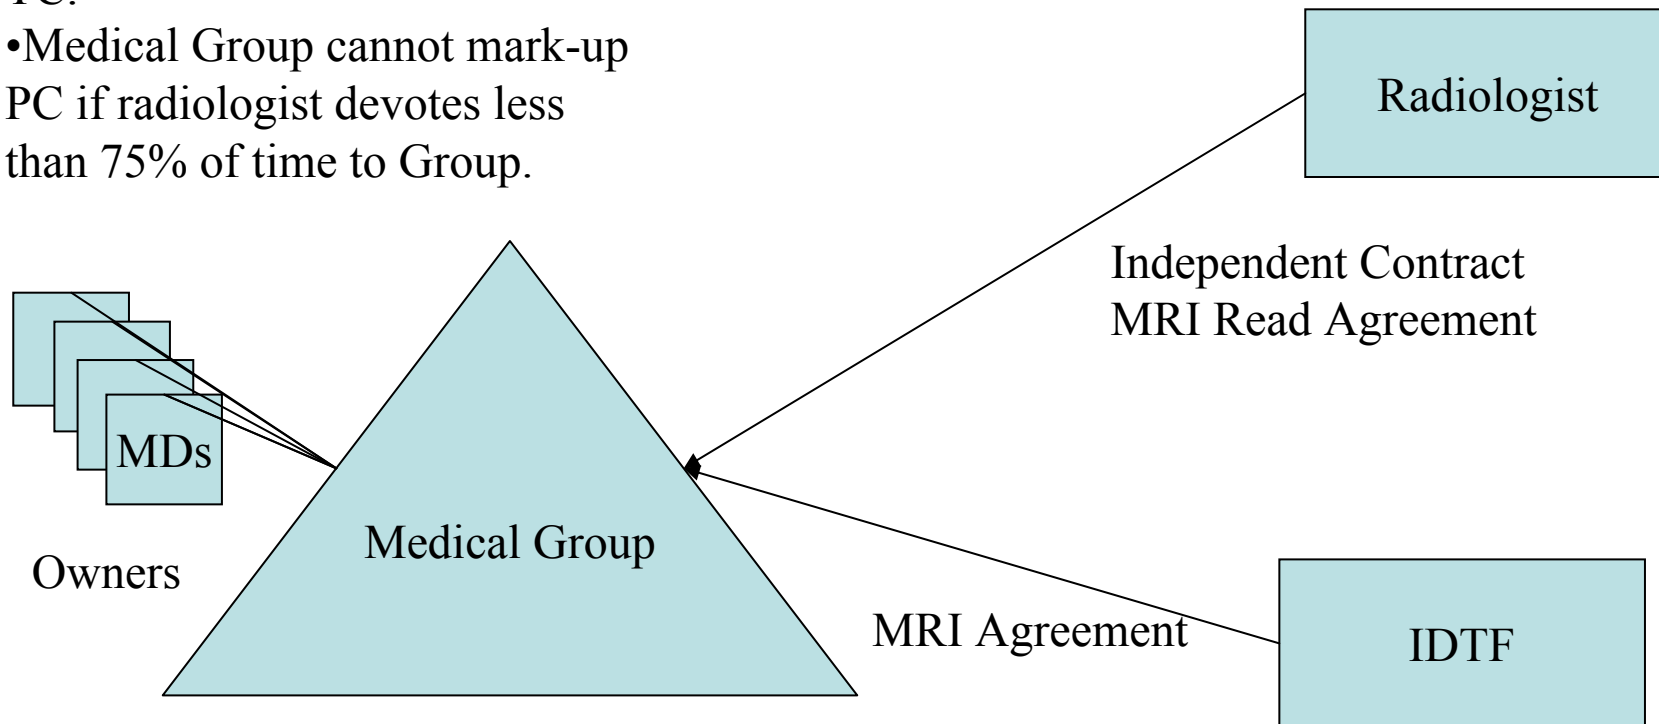 TC.
•Medical Group cannot mark-up
PC if radiologist devotes less
than 75% of time to Group.
Radiologist
Independent Contract
MRI Read Agreement
MDs
Owners
Medical Group
MRI Agreement
IDTF